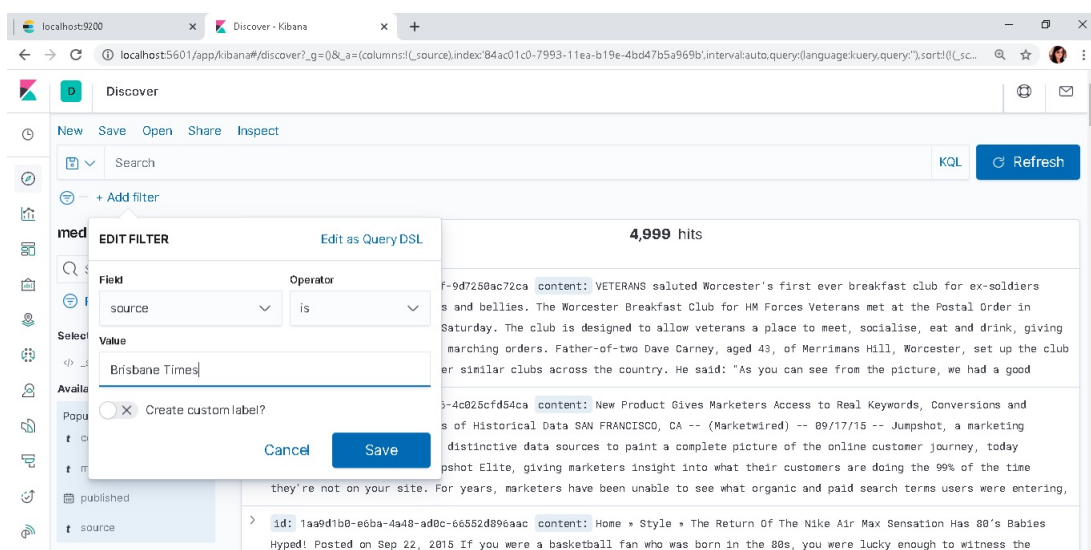 localhost:9200
Discover - Kibana
localhost:5601/app/kibana#/discover?_g=()&_a=(columns:!(_source),index:'84ac01c0-7993-11ea-b19e-4bd47b5a969b',interval:auto,query:(language:kuery,query:''),sort:!(!(_sc...
D Discover
New Save Open Share Inspect
Search KQL Refresh
+ Add filter
med
4,999 hits
EDIT FILTER Edit as Query DSL
Field Operator
source is
Value
Brisbane Times
Create custom label?
Cancel Save
Select
Availa
Popu
t
t
published
t source
f-9d7250ac72ca content: VETERANS saluted Worcester's first ever breakfast club for ex-soldiers
s and bellies. The Worcester Breakfast Club for HM Forces Veterans met at the Postal Order in
Saturday. The club is designed to allow veterans a place to meet, socialise, eat and drink, giving
marching orders. Father-of-two Dave Carney, aged 43, of Merrimans Hill, Worcester, set up the club
er similar clubs across the country. He said: "As you can see from the picture, we had a good
-4c025cfd54ca content: New Product Gives Marketers Access to Real Keywords, Conversions and
s of Historical Data SAN FRANCISCO, CA -- (Marketwired) -- 09/17/15 -- Jumpshot, a marketing
distinctive data sources to paint a complete picture of the online customer journey, today
pshot Elite, giving marketers insight into what their customers are doing the 99% of the time
they're not on your site. For years, marketers have been unable to see what organic and paid search terms users were entering,
id: 1aa9d1b0-e6ba-4a48-ad0c-66552d896aac content: Home » Style » The Return Of The Nike Air Max Sensation Has 80's Babies
Hyped! Posted on Sep 22, 2015 If you were a basketball fan who was born in the 80s, you were lucky enough to witness the